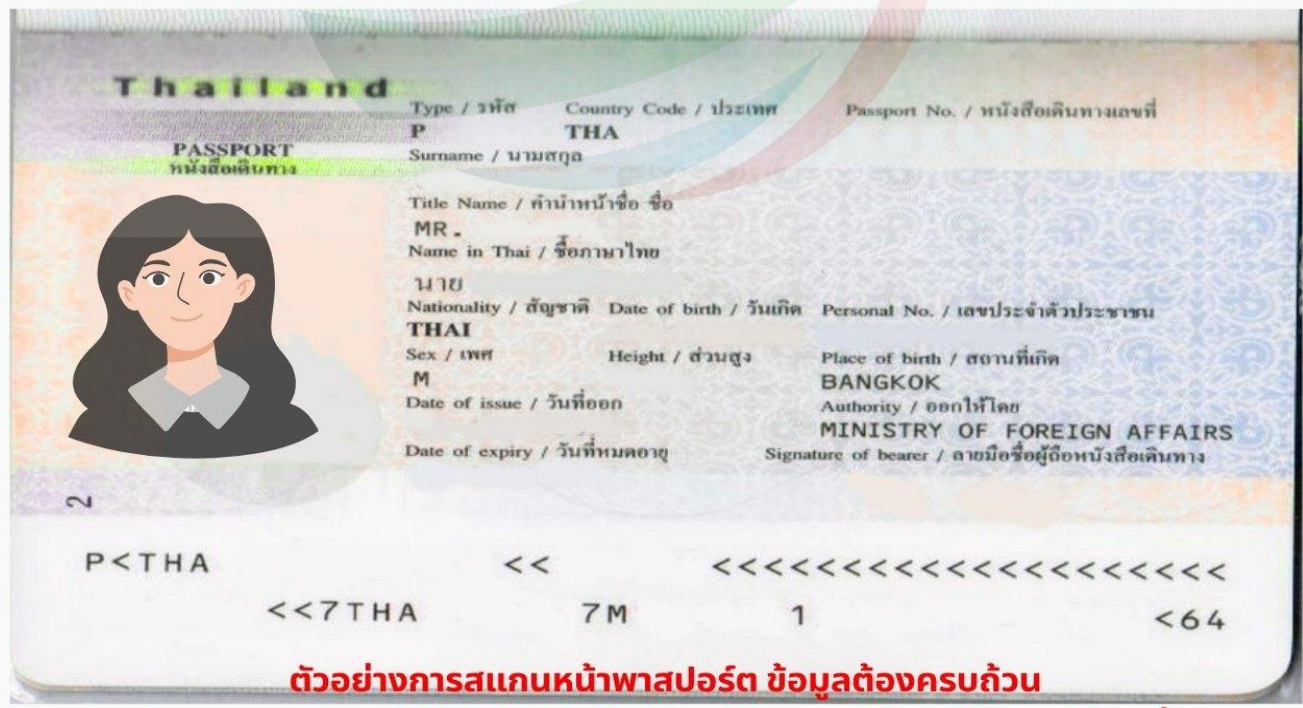 Thailand
PASSPORT
หนังสือเดินทาง
Type / รหัส Country Code / ประเทศ Passport No. / หนังสือเดินทางเลขที่
P THA
Surname / นามสกุล
Title Name / คำนำหน้าชื่อ ชื่อ
MR.
Name in Thai / ชื่อภาษาไทย
นาย
Nationality / สัญชาติ Date of birth / วันเกิด Personal No. / เลขประจำตัวประชาชน
THAI
Sex / เพศ Height / ส่วนสูง Place of birth / สถานที่เกิด
M BANGKOK
Date of issue / วันที่ออก Authority / ออกให้โดย
MINISTRY OF FOREIGN AFFAIRS
Date of expiry / วันที่หมดอายุ Signature of bearer / ลายมือชื่อผู้ถือหนังสือเดินทาง
2
P<THA << <<<<<<<<<<<<<<<<<<<<
<<7THA 7M 1 <64
ตัวอย่างการสแกนหน้าพาสปอร์ต ข้อมูลต้องครบถ้วน